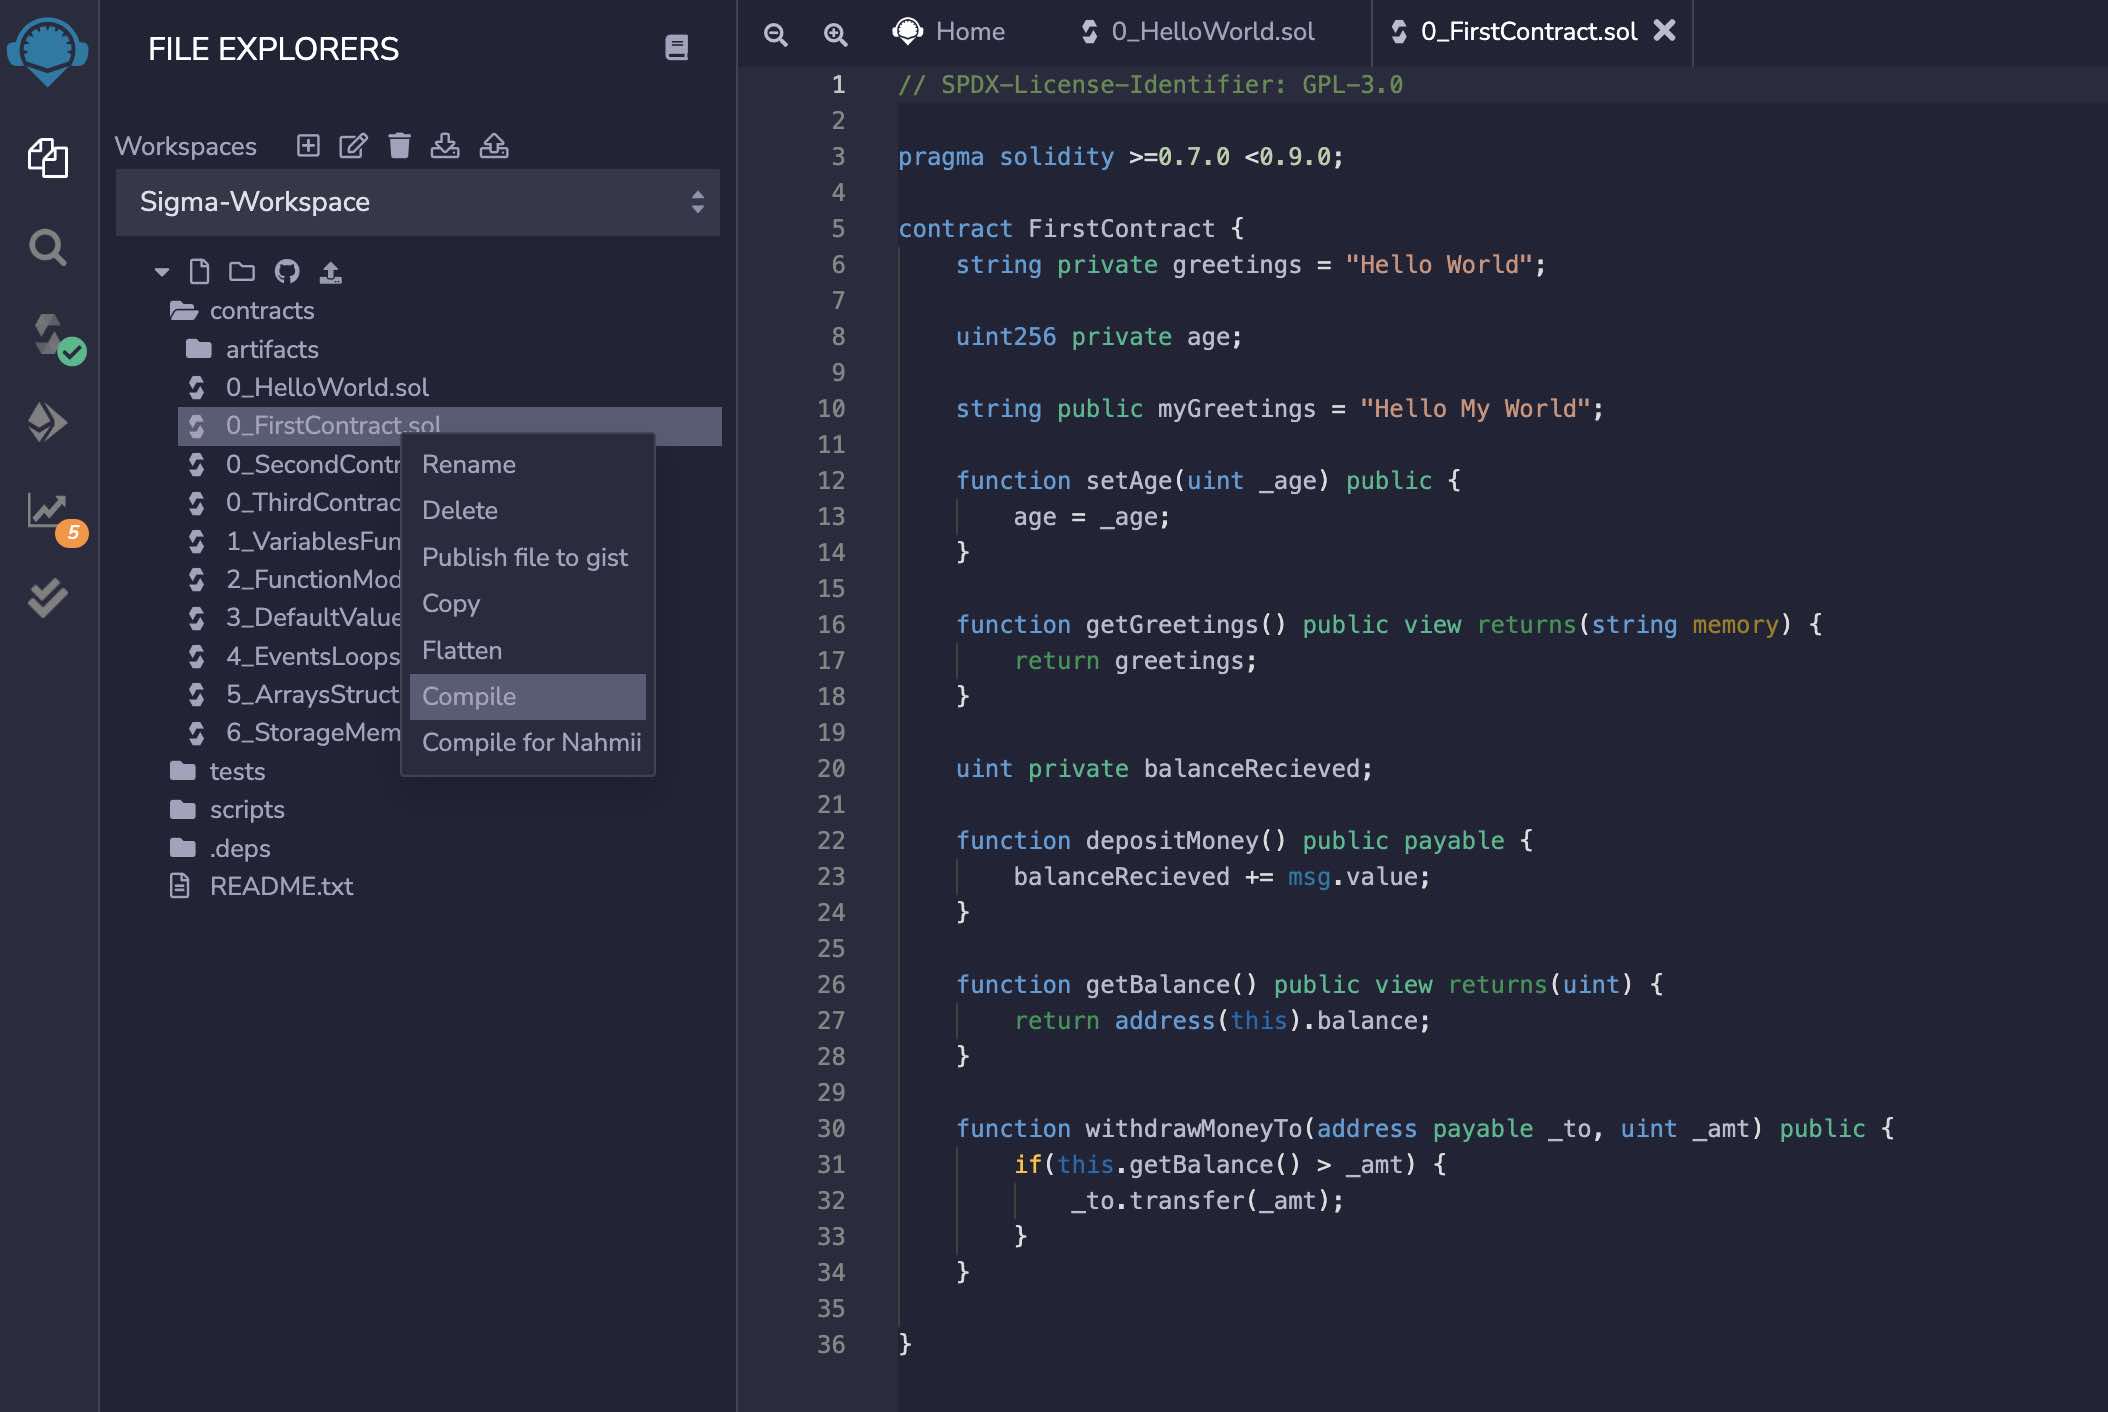 FILE EXPLORERS
Workspaces
Sigma-Workspace
contracts
artifacts
0_HelloWorld.sol
0_FirstContract.sol
0_SecondContr
0_ThirdContrac
1_VariablesFun
2_FunctionMod
3_DefaultValue
4_EventsLoops
5_ArraysStruct
6_StorageMem
tests
scripts
.deps
README.txt
5
Rename
Delete
Publish file to gist
Copy
Flatten
Compile
Compile for Nahmii
Home
0_HelloWorld.sol
0_FirstContract.sol
1 // SPDX-License-Identifier: GPL-3.0
2
3 pragma solidity >=0.7.0 <0.9.0;
4
5 contract FirstContract {
6 string private greetings = "Hello World";
7
8 uint256 private age;
9
10 string public myGreetings = "Hello My World";
11
12 function setAge(uint _age) public {
13 age = _age;
14 }
15
16 function getGreetings() public view returns(string memory) {
17 return greetings;
18 }
19
20 uint private balanceRecieved;
21
22 function depositMoney() public payable {
23 balanceRecieved += msg.value;
24 }
25
26 function getBalance() public view returns(uint) {
27 return address(this).balance;
28 }
29
30 function withdrawMoneyTo(address payable _to, uint _amt) public {
31 if(this.getBalance() > _amt) {
32 _to.transfer(_amt);
33 }
34 }
35
36 }